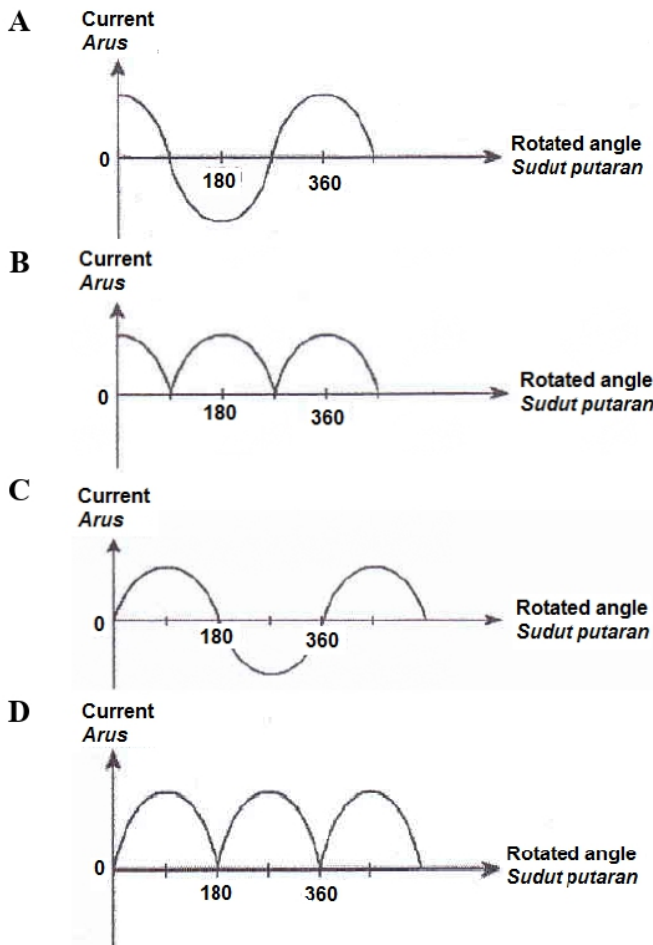 A
Current
Arus
0
180
360
Rotated angle
Sudut putaran
B
Current
Arus
0
180
360
Rotated angle
Sudut putaran
C
Current
Arus
0
180
360
Rotated angle
Sudut putaran
D
Current
Arus
0
180
360
Rotated angle
Sudut putaran